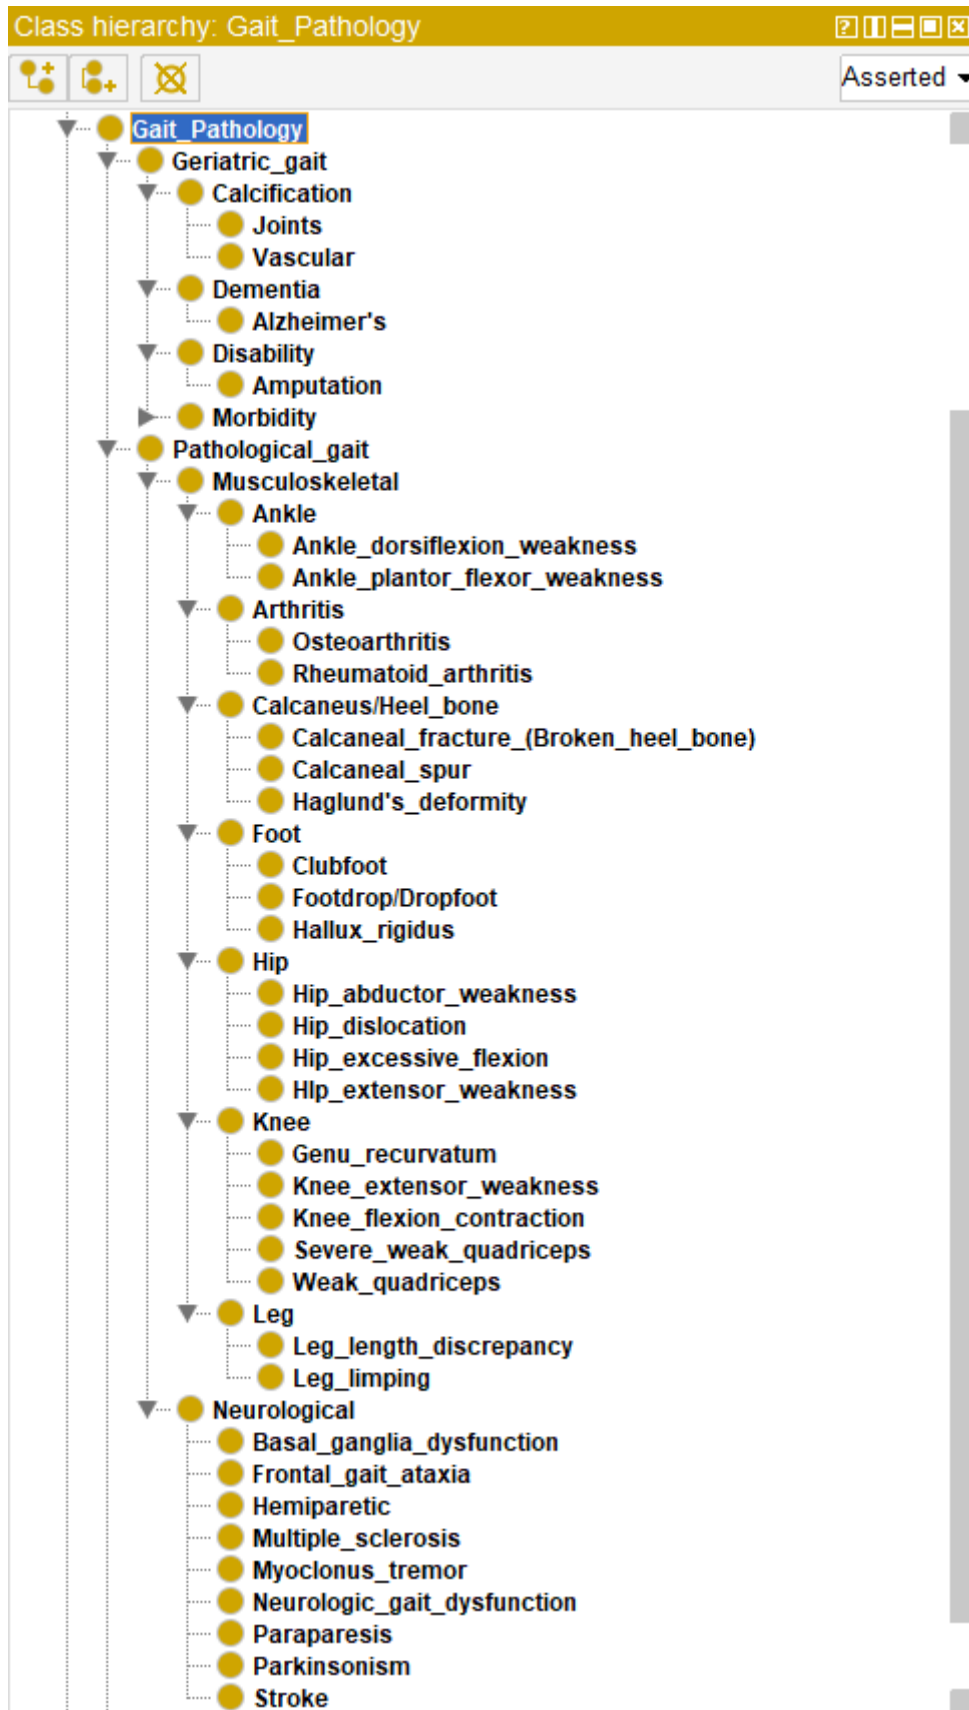 Class hierarchy: Gait_Pathology
Asserted
Gait_Pathology
Geriatric_gait
Calcification
Joints
Vascular
Dementia
Alzheimer's
Disability
Amputation
Morbidity
Pathological_gait
Musculoskeletal
Ankle
Ankle_dorsiflexion_weakness
Ankle_plantor_flexor_weakness
Arthritis
Osteoarthritis
Rheumatoid_arthritis
Calcaneus/Heel_bone
Calcaneal_fracture_(Broken_heel_bone)
Calcaneal_spur
Haglund's_deformity
Foot
Clubfoot
Footdrop/Dropfoot
Hallux_rigidus
Hip
Hip_abductor_weakness
Hip_dislocation
Hip_excessive_flexion
HIp_extensor_weakness
Knee
Genu_recurvatum
Knee_extensor_weakness
Knee_flexion_contraction
Severe_weak_quadriceps
Weak_quadriceps
Leg
Leg_length_discrepancy
Leg_limping
Neurological
Basal_ganglia_dysfunction
Frontal_gait_ataxia
Hemiparetic
Multiple_sclerosis
Myoclonus_tremor
Neurologic_gait_dysfunction
Paraparesis
Parkinsonism
Stroke